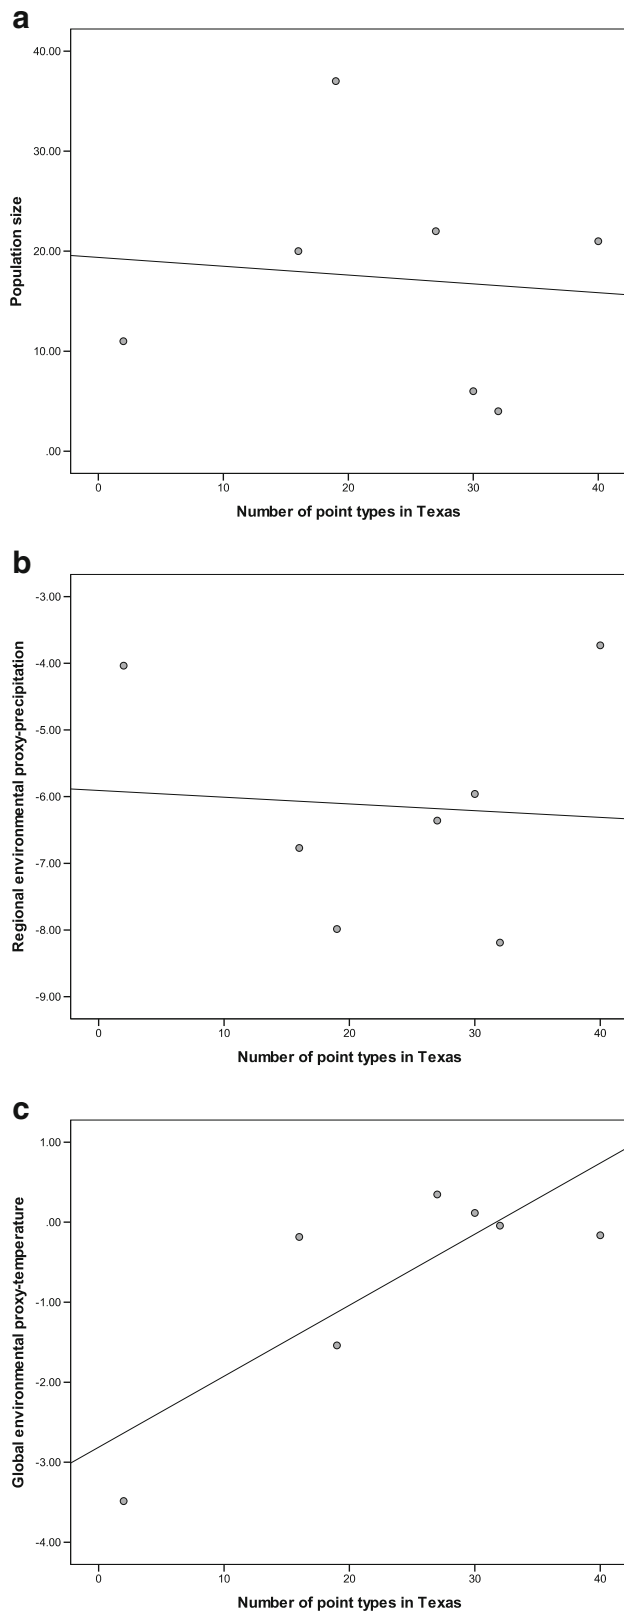 a
40.00
30.00
20.00
10.00
.00
Population size
0 10 20 30 40
Number of point types in Texas
b
-3.00
-4.00
-5.00
-6.00
-7.00
-8.00
-9.00
Regional environmental proxy-precipitation
0 10 20 30 40
Number of point types in Texas
c
1.00
.00
-1.00
-2.00
-3.00
-4.00
Global environmental proxy-temperature
0 10 20 30 40
Number of point types in Texas